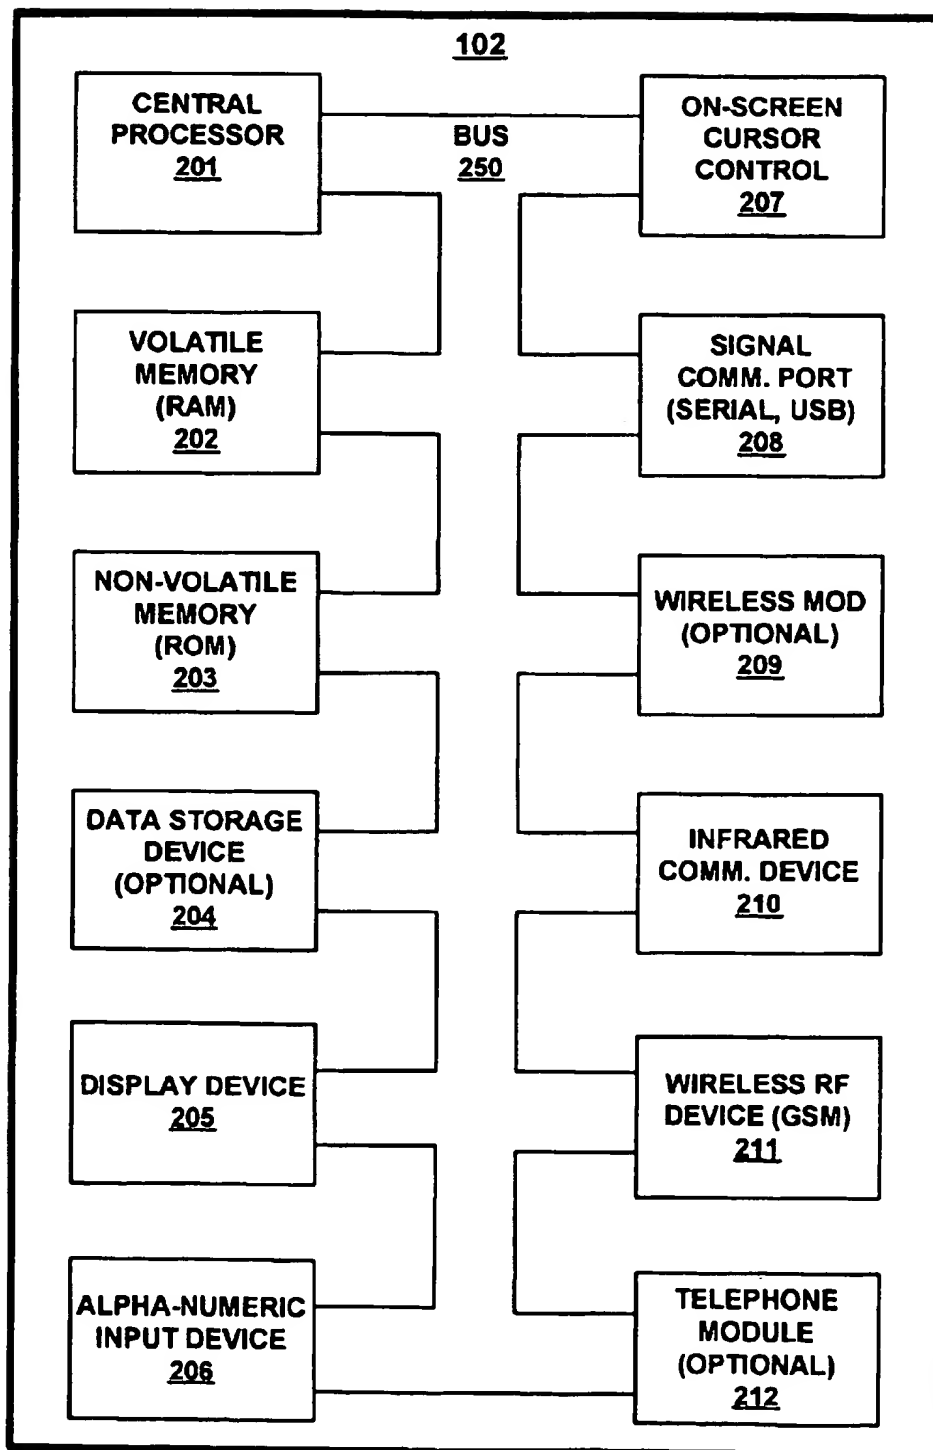 102
CENTRAL
PROCESSOR
201
BUS
250
ON-SCREEN
CURSOR
CONTROL
207
VOLATILE
MEMORY
(RAM)
202
SIGNAL
COMM. PORT
(SERIAL, USB)
208
NON-VOLATILE
MEMORY
(ROM)
203
WIRELESS MOD
(OPTIONAL)
209
DATA STORAGE
DEVICE
(OPTIONAL)
204
INFRARED
COMM. DEVICE
210
DISPLAY DEVICE
205
WIRELESS RF
DEVICE (GSM)
211
ALPHA-NUMERIC
INPUT DEVICE
206
TELEPHONE
MODULE
(OPTIONAL)
212